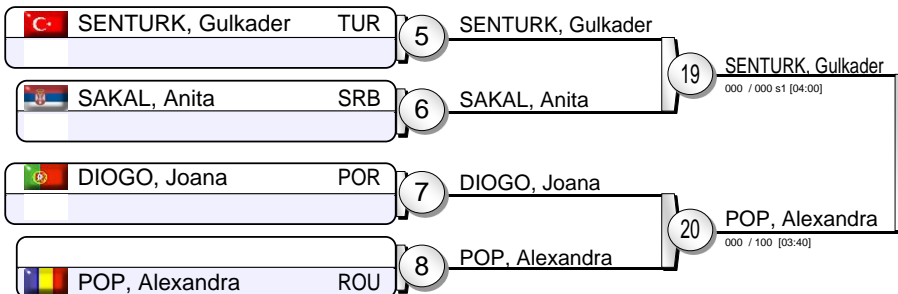 SENTURK, Gulkader TUR 5 SENTURK, Gulkader
19 SENTURK, Gulkader
000 / 000 s1 [04:00]
SAKAL, Anita SRB 6 SAKAL, Anita
DIOGO, Joana POR 7 DIOGO, Joana
20 POP, Alexandra
000 / 100 [03:40]
POP, Alexandra ROU 8 POP, Alexandra